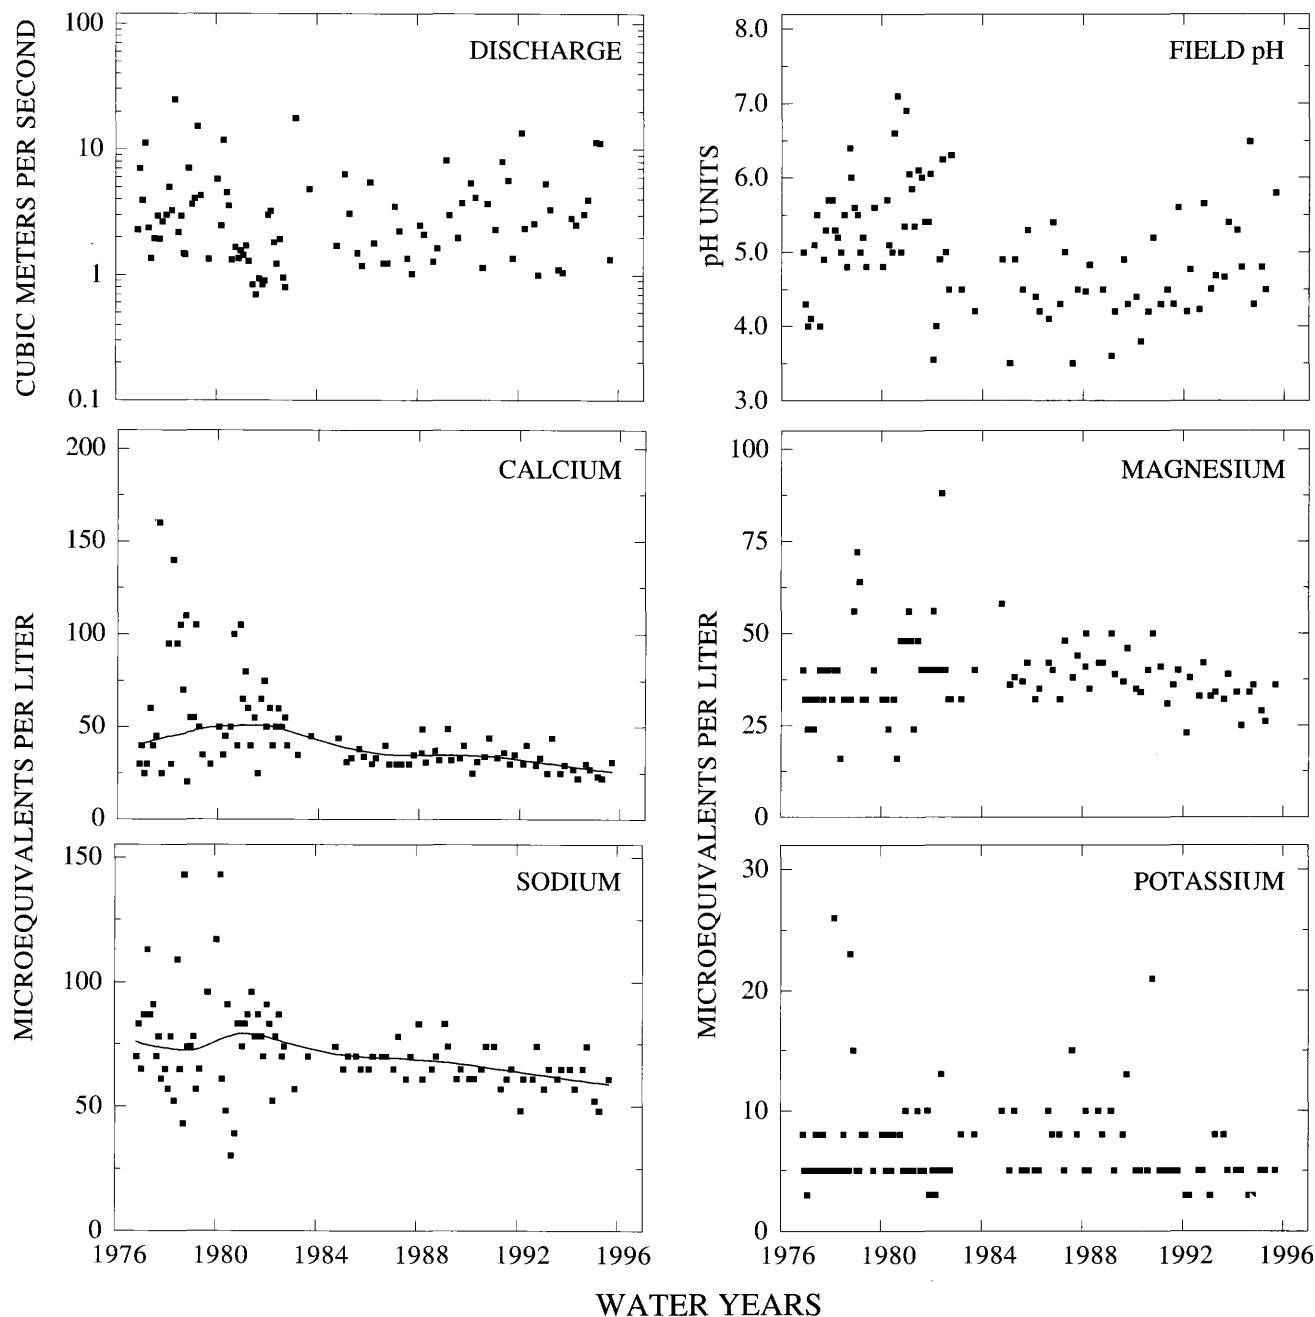 CUBIC METERS PER SECOND
100
10
1
0.1
DISCHARGE
pH UNITS
8.0
7.0
6.0
5.0
4.0
3.0
FIELD pH
MICROEQUIVALENTS PER LITER
200
150
100
50
0
CALCIUM
MICROEQUIVALENTS PER LITER
100
75
50
25
0
MAGNESIUM
150
100
50
0
SODIUM
30
20
10
0
POTASSIUM
1976 1980 1984 1988 1992 1996
1976 1980 1984 1988 1992 1996
WATER YEARS